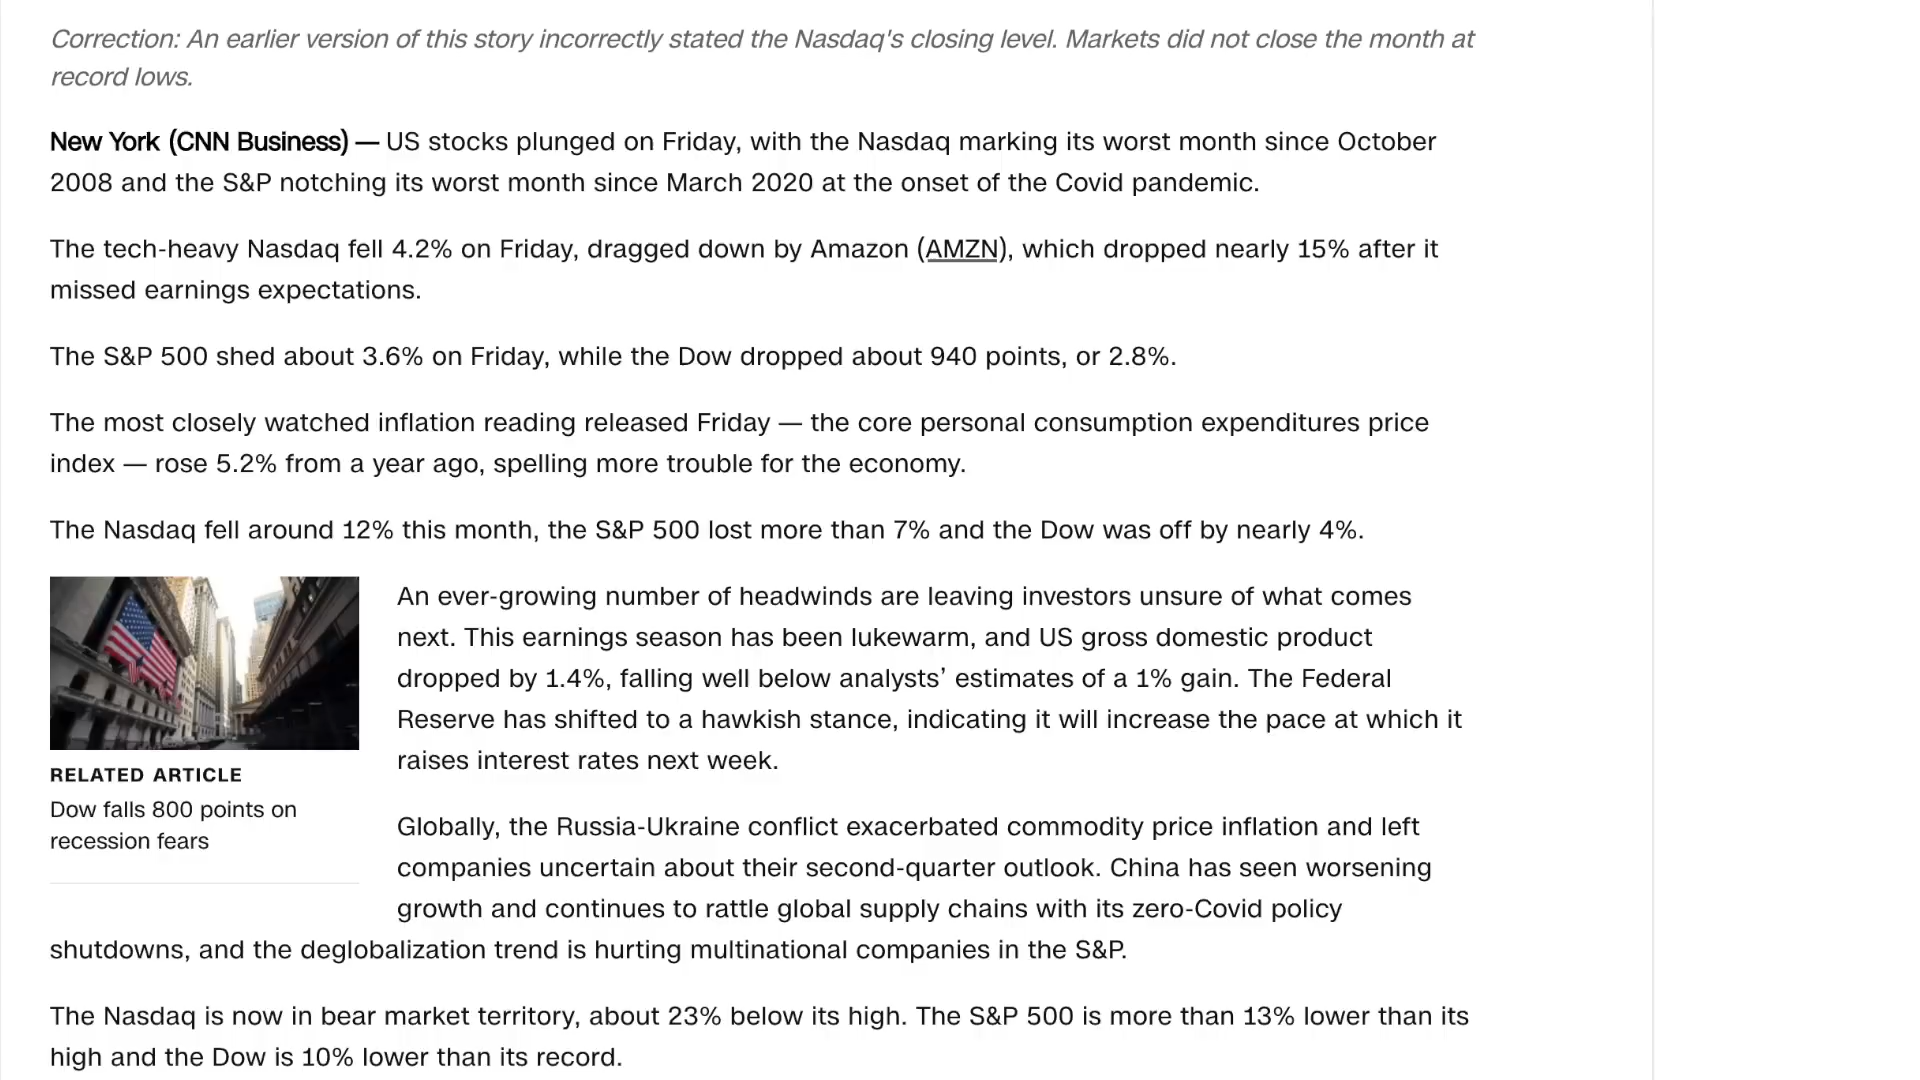 Correction: An earlier version of this story incorrectly stated the Nasdaq's closing level. Markets did not close the month at
record lows.
New York (CNN Business) — US stocks plunged on Friday, with the Nasdaq marking its worst month since October
2008 and the S&P notching its worst month since March 2020 at the onset of the Covid pandemic.
The tech-heavy Nasdaq fell 4.2% on Friday, dragged down by Amazon (AMZN), which dropped nearly 15% after it
missed earnings expectations.
The S&P 500 shed about 3.6% on Friday, while the Dow dropped about 940 points, or 2.8%.
The most closely watched inflation reading released Friday — the core personal consumption expenditures price
index — rose 5.2% from a year ago, spelling more trouble for the economy.
The Nasdaq fell around 12% this month, the S&P 500 lost more than 7% and the Dow was off by nearly 4%.
RELATED ARTICLE
Dow falls 800 points on
recession fears
An ever-growing number of headwinds are leaving investors unsure of what comes
next. This earnings season has been lukewarm, and US gross domestic product
dropped by 1.4%, falling well below analysts’ estimates of a 1% gain. The Federal
Reserve has shifted to a hawkish stance, indicating it will increase the pace at which it
raises interest rates next week.
Globally, the Russia-Ukraine conflict exacerbated commodity price inflation and left
companies uncertain about their second-quarter outlook. China has seen worsening
growth and continues to rattle global supply chains with its zero-Covid policy
shutdowns, and the deglobalization trend is hurting multinational companies in the S&P.
The Nasdaq is now in bear market territory, about 23% below its high. The S&P 500 is more than 13% lower than its
high and the Dow is 10% lower than its record.